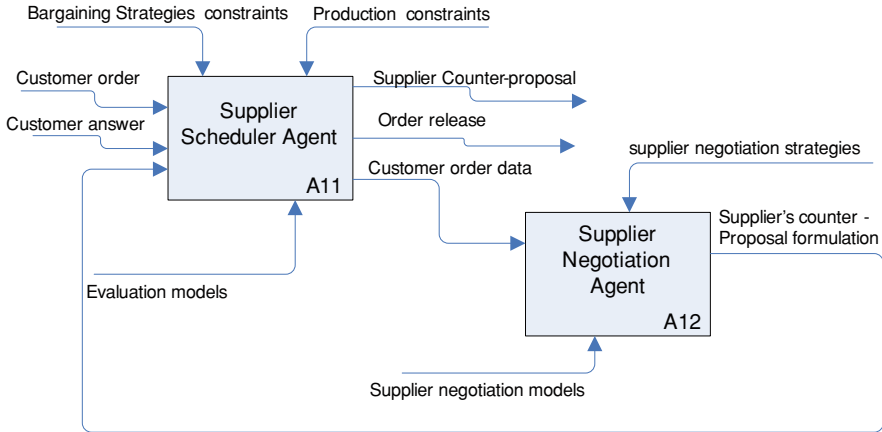 Bargaining Strategies constraints
Production constraints
Customer order
Supplier Counter-proposal
Supplier
Scheduler Agent
Customer answer
Order release
supplier negotiation strategies
Customer order data
A11
Supplier's counter -
Proposal formulation
Supplier
Negotiation
Agent
Evaluation models
A12
Supplier negotiation models